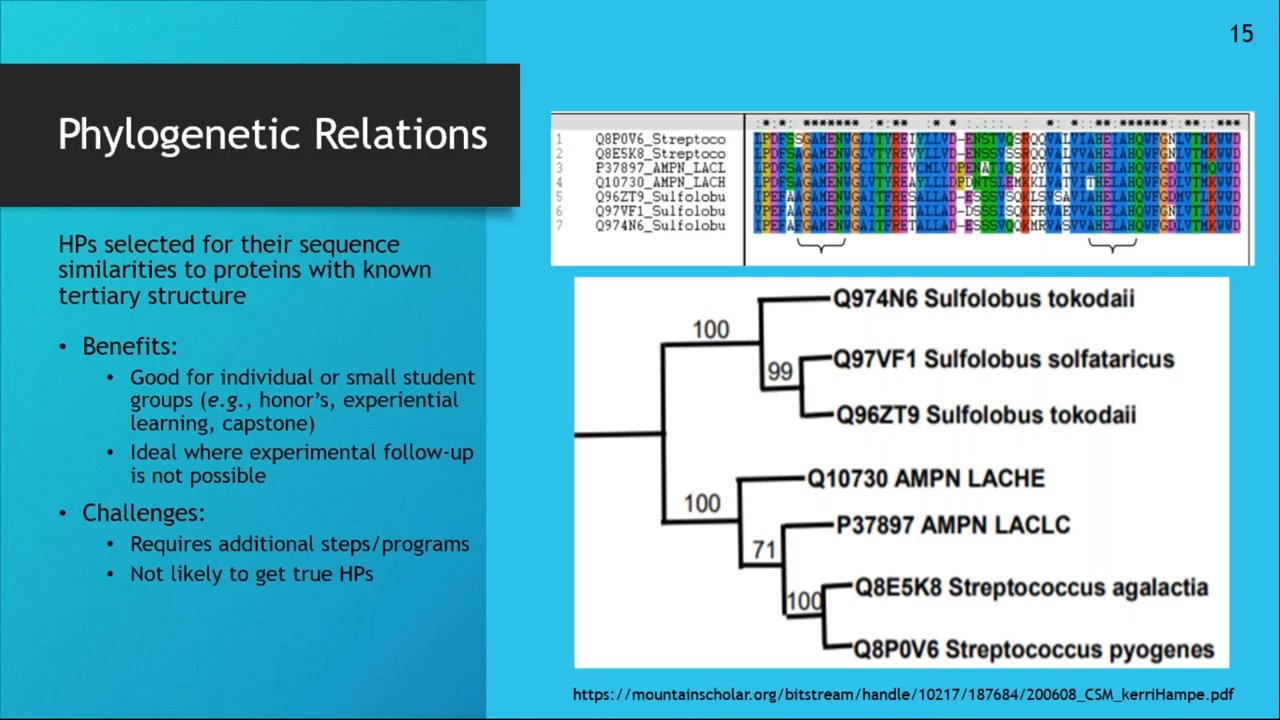 15
Phylogenetic Relations
HPs selected for their sequence
similarities to proteins with known
tertiary structure
• Benefits:
• Good for individual or small student
groups (e.g., honor’s, experiential
learning, capstone)
• Ideal where experimental follow-up
is not possible
• Challenges:
• Requires additional steps/programs
• Not likely to get true HPs
1 Q8P0V6_Streptoco
2 Q8E5K8_Streptoco
3 P37897_AMPN_LACL
4 Q10730_AMPN_LACH
5 Q96ZT9_Sulfolobu
6 Q97VF1_Sulfolobu
7 Q974N6_Sulfolobu
Q974N6 Sulfolobus tokodaii
100
Q97VF1 Sulfolobus solfataricus
99
Q96ZT9 Sulfolobus tokodaii
Q10730 AMPN LACHE
100
P37897 AMPN LACLC
71
Q8E5K8 Streptococcus agalactia
100
Q8P0V6 Streptococcus pyogenes
https://mountainscholar.org/bitstream/handle/10217/187684/200608_CSM_kerriHampe.pdf